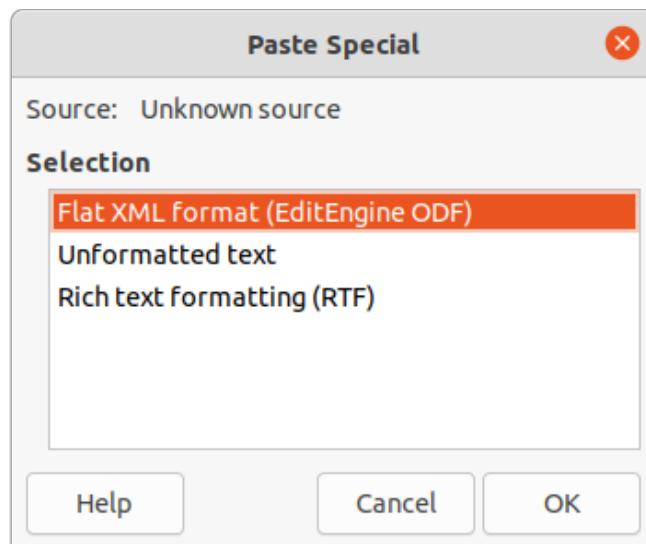 Paste Special
Source: Unknown source
Selection
Flat XML format (EditEngine ODF)
Unformatted text
Rich text formatting (RTF)
Help Cancel OK